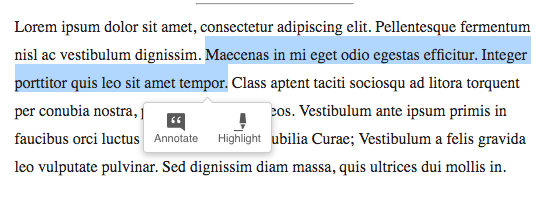 Lorem ipsum dolor sit amet, consectetur adipiscing elit. Pellentesque fermentum
nisl ac vestibulum dignissim. Maecenas in mi eget odio egestas efficitur. Integer
porttitor quis leo sit amet tempor. Class aptent taciti sociosqu ad litora torquent
per conubia nostra, eos. Vestibulum ante ipsum primis in
faucibus orci luctus ubilia Curae; Vestibulum a felis gravida
leo vulputate pulvinar. Sed dignissim diam massa, quis ultrices dui mollis in.
Annotate Highlight